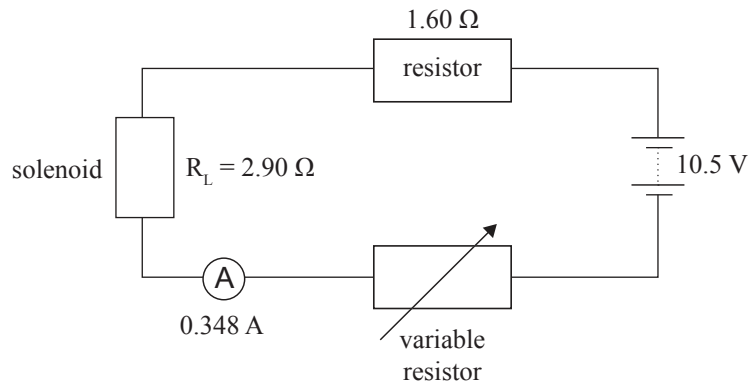 1.60 Ω
resistor
solenoid
R_L = 2.90 Ω
10.5 V
A
0.348 A
variable
resistor